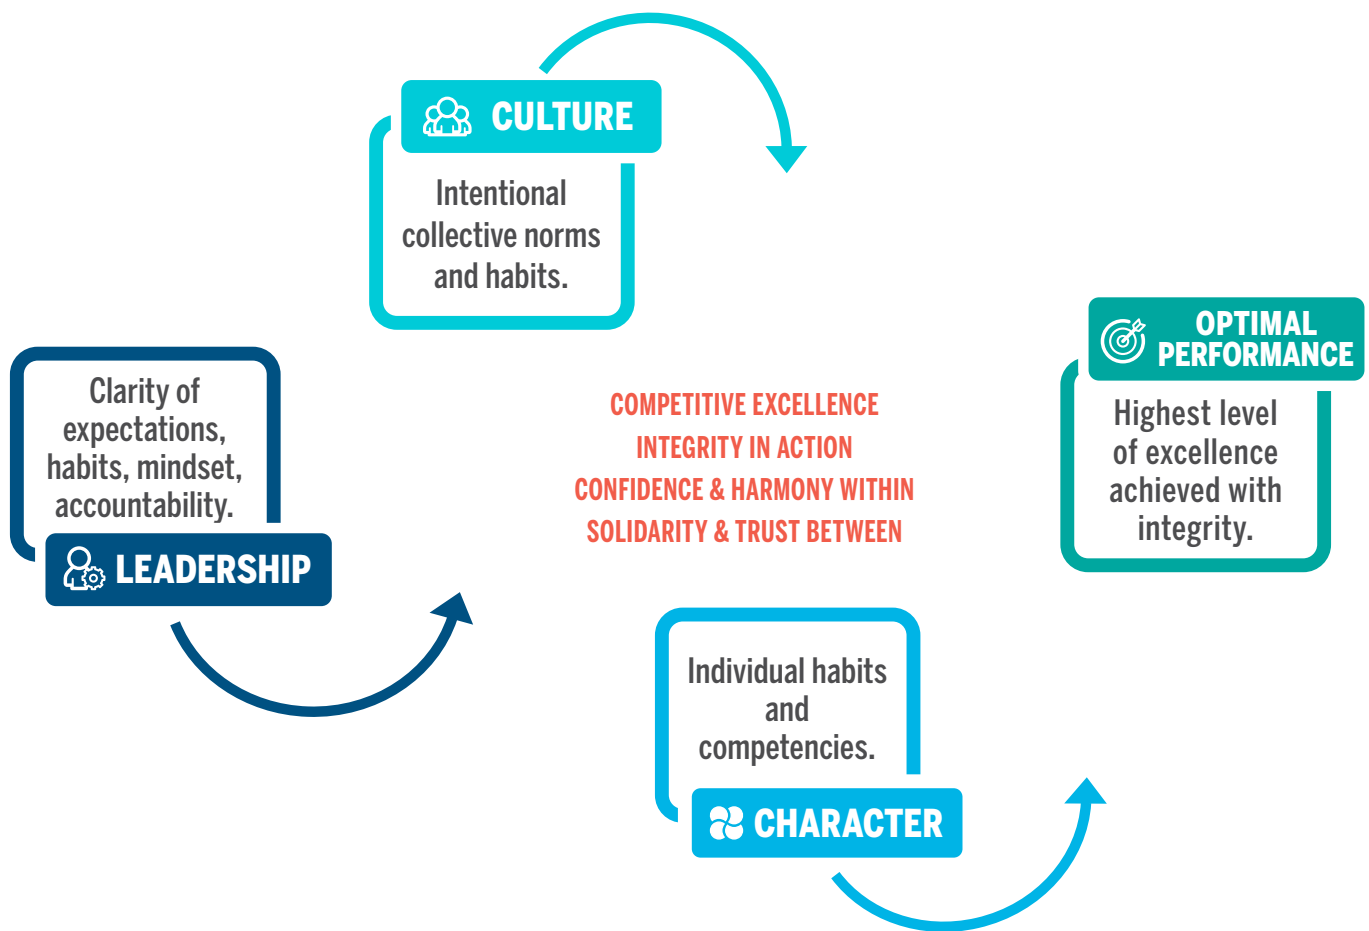 CULTURE
Intentional
collective norms
and habits.
Clarity of
expectations,
habits, mindset,
accountability.
LEADERSHIP
COMPETITIVE EXCELLENCE
INTEGRITY IN ACTION
CONFIDENCE & HARMONY WITHIN
SOLIDARITY & TRUST BETWEEN
OPTIMAL
PERFORMANCE
Highest level
of excellence
achieved with
integrity.
Individual habits
and
competencies.
CHARACTER